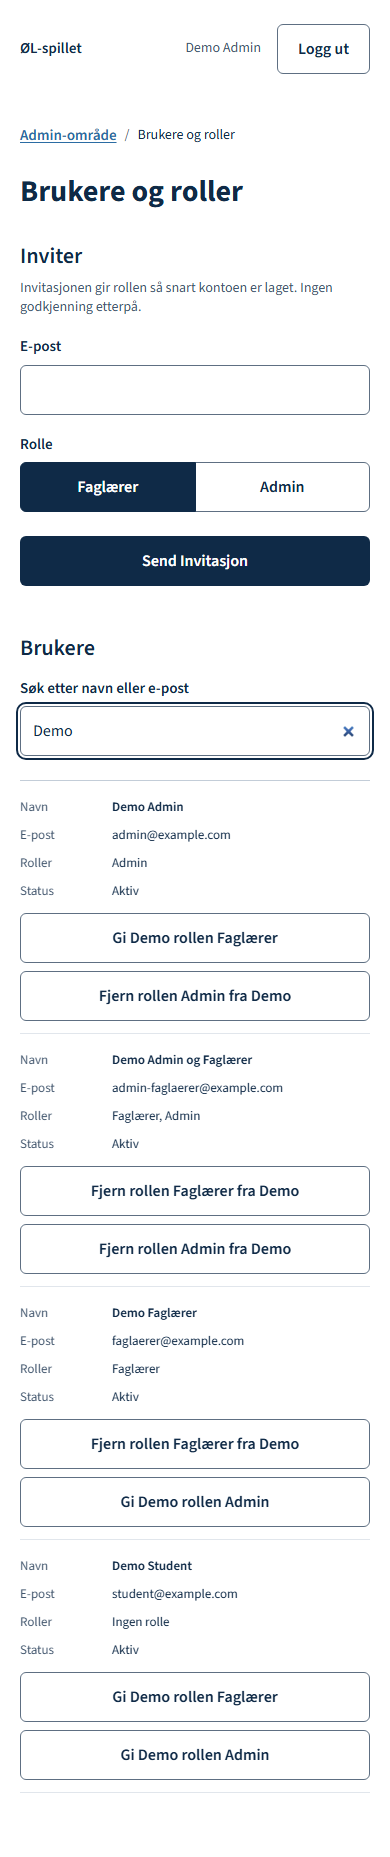 ØL-spillet
Demo Admin
Logg ut
Admin-område / Brukere og roller
Brukere og roller
Inviter
Invitasjonen gir rollen så snart kontoen er laget. Ingen
godkjenning etterpå.
E-post
Rolle
Faglærer
Admin
Send Invitasjon
Brukere
Søk etter navn eller e-post
Demo
Navn Demo Admin
E-post admin@example.com
Roller Admin
Status Aktiv
Gi Demo rollen Faglærer
Fjern rollen Admin fra Demo
Navn Demo Admin og Faglærer
E-post admin-faglaerer@example.com
Roller Faglærer, Admin
Status Aktiv
Fjern rollen Faglærer fra Demo
Fjern rollen Admin fra Demo
Navn Demo Faglærer
E-post faglaerer@example.com
Roller Faglærer
Status Aktiv
Fjern rollen Faglærer fra Demo
Gi Demo rollen Admin
Navn Demo Student
E-post student@example.com
Roller Ingen rolle
Status Aktiv
Gi Demo rollen Faglærer
Gi Demo rollen Admin